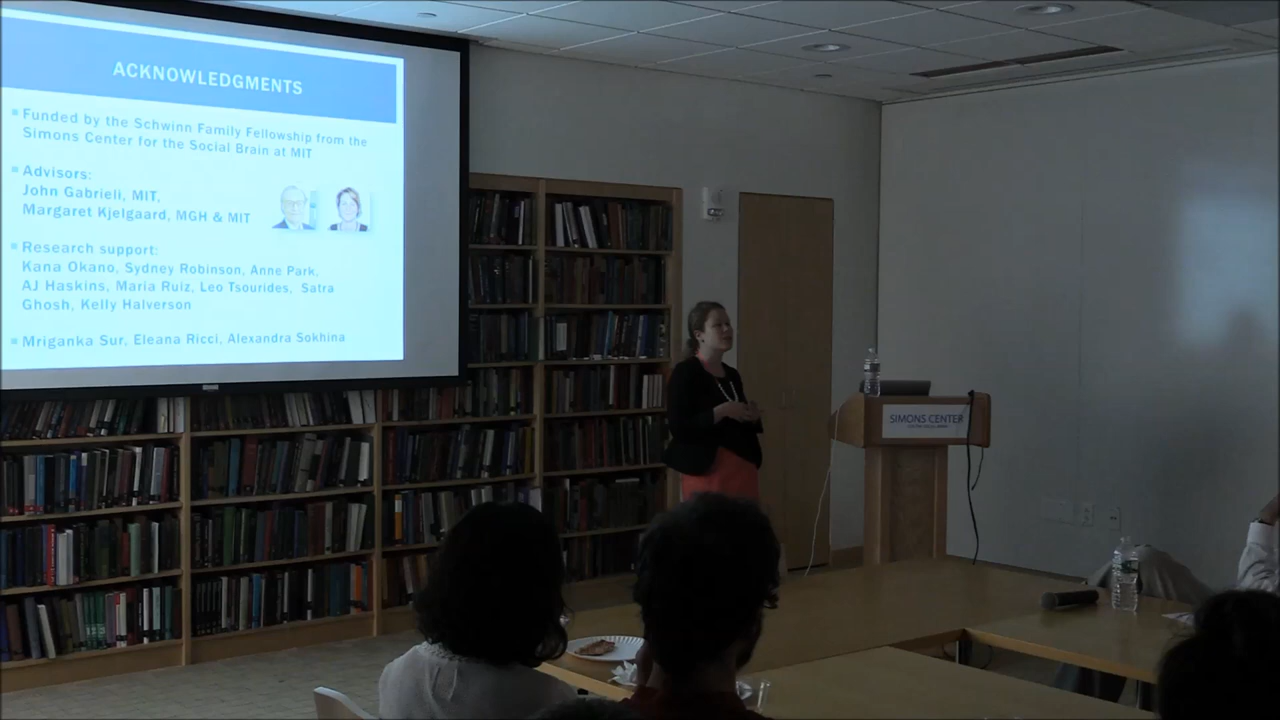 ACKNOWLEDGMENTS
Funded by the Schwinn Family Fellowship from the
Simons Center for the Social Brain at MIT
Advisors:
John Gabrieli, MIT,
Margaret Kjelgaard, MGH & MIT
Research support:
Kana Okano, Sydney Robinson, Anne Park,
AJ Haskins, Maria Ruiz, Leo Tsourides, Satra
Ghosh, Kelly Halverson
Mriganka Sur, Eleana Ricci, Alexandra Sokhina
SIMONS CENTER